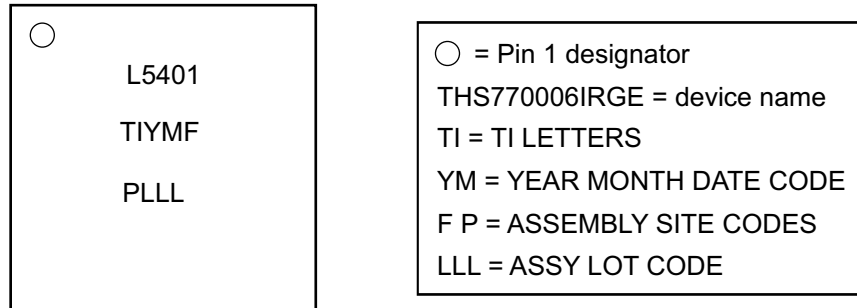 L5401
TIYMF
PLLL
= Pin 1 designator
THS770006IRGE = device name
TI = TI LETTERS
YM = YEAR MONTH DATE CODE
F P = ASSEMBLY SITE CODES
LLL = ASSY LOT CODE